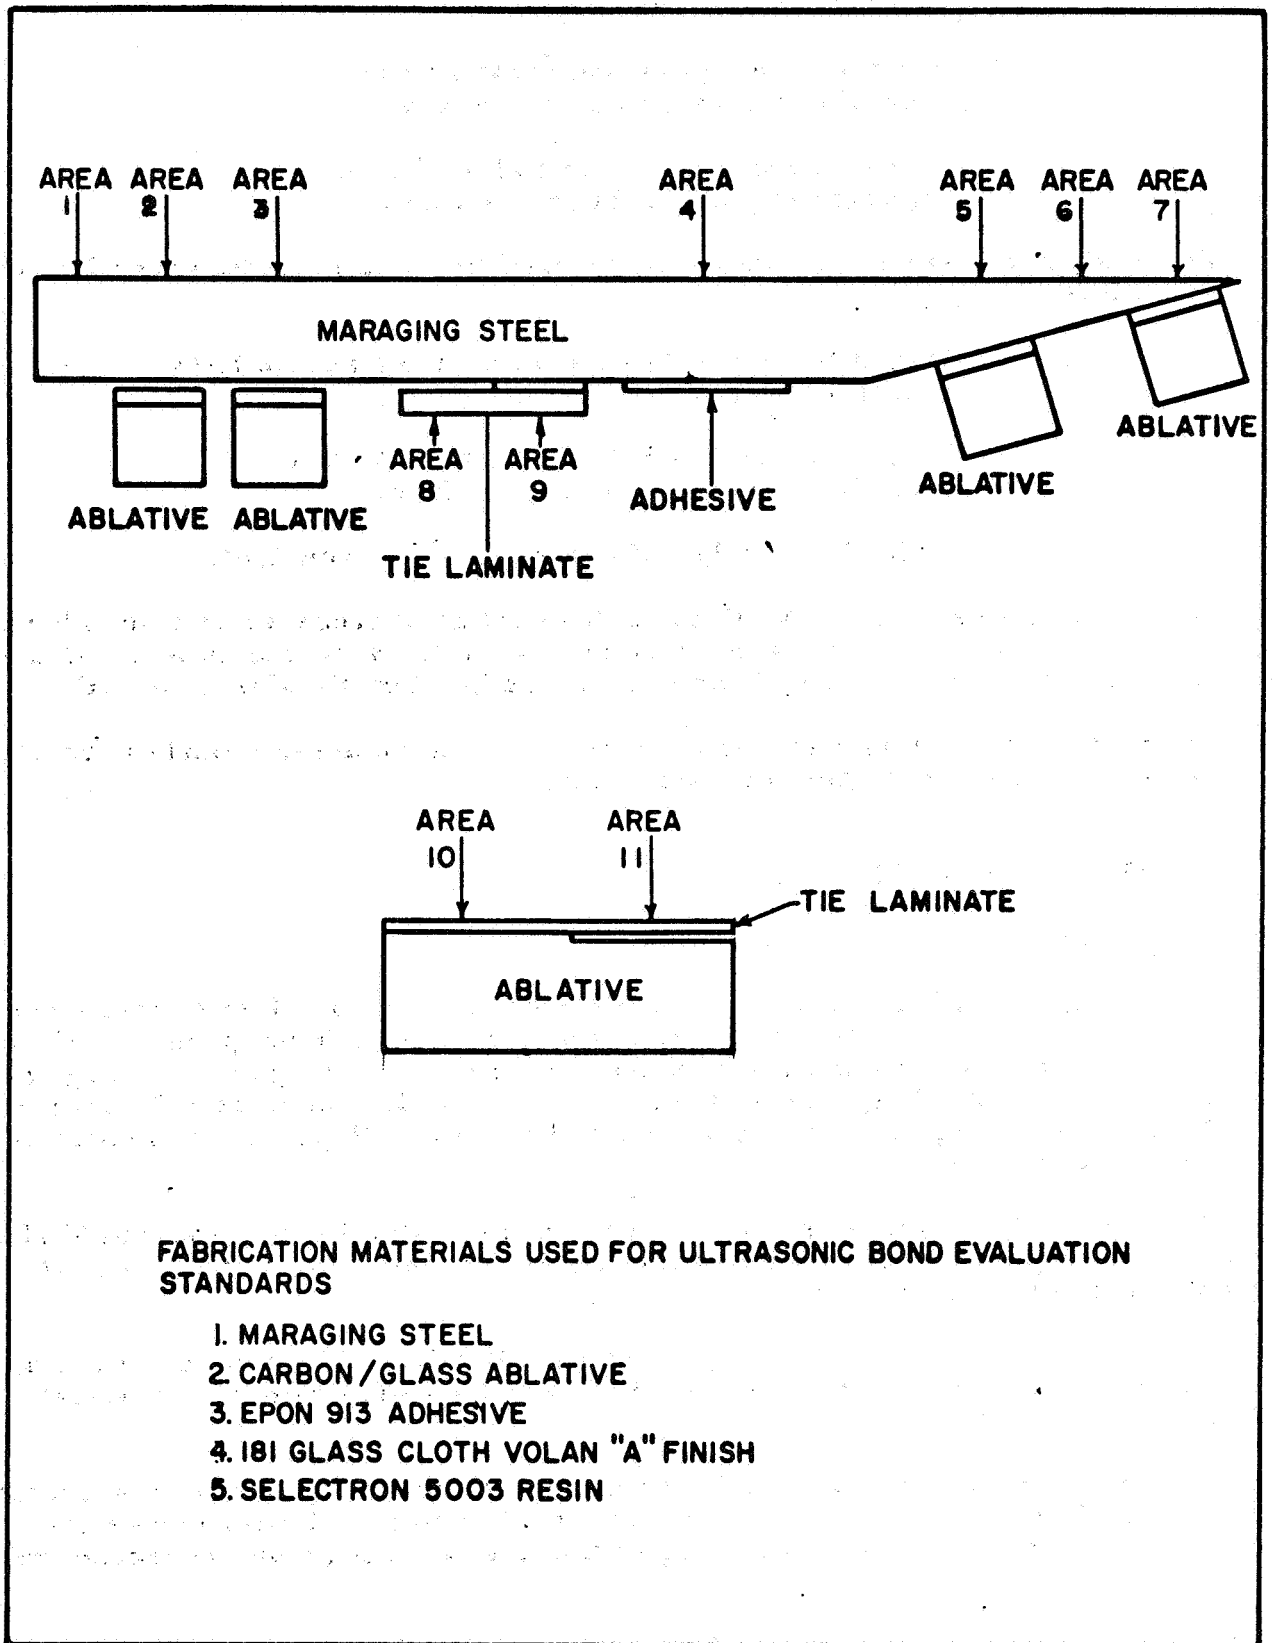 AREA AREA AREA AREA AREA AREA AREA
1 2 3 4 5 6 7
MARAGING STEEL
ABLATIVE
AREA AREA
8 9
ADHESIVE
ABLATIVE
ABLATIVE ABLATIVE
TIE LAMINATE
AREA AREA
10 11
TIE LAMINATE
ABLATIVE
FABRICATION MATERIALS USED FOR ULTRASONIC BOND EVALUATION
STANDARDS
1. MARAGING STEEL
2. CARBON/GLASS ABLATIVE
3. EPON 913 ADHESIVE
4. 181 GLASS CLOTH VOLAN "A" FINISH
5. SELECTRON 5003 RESIN